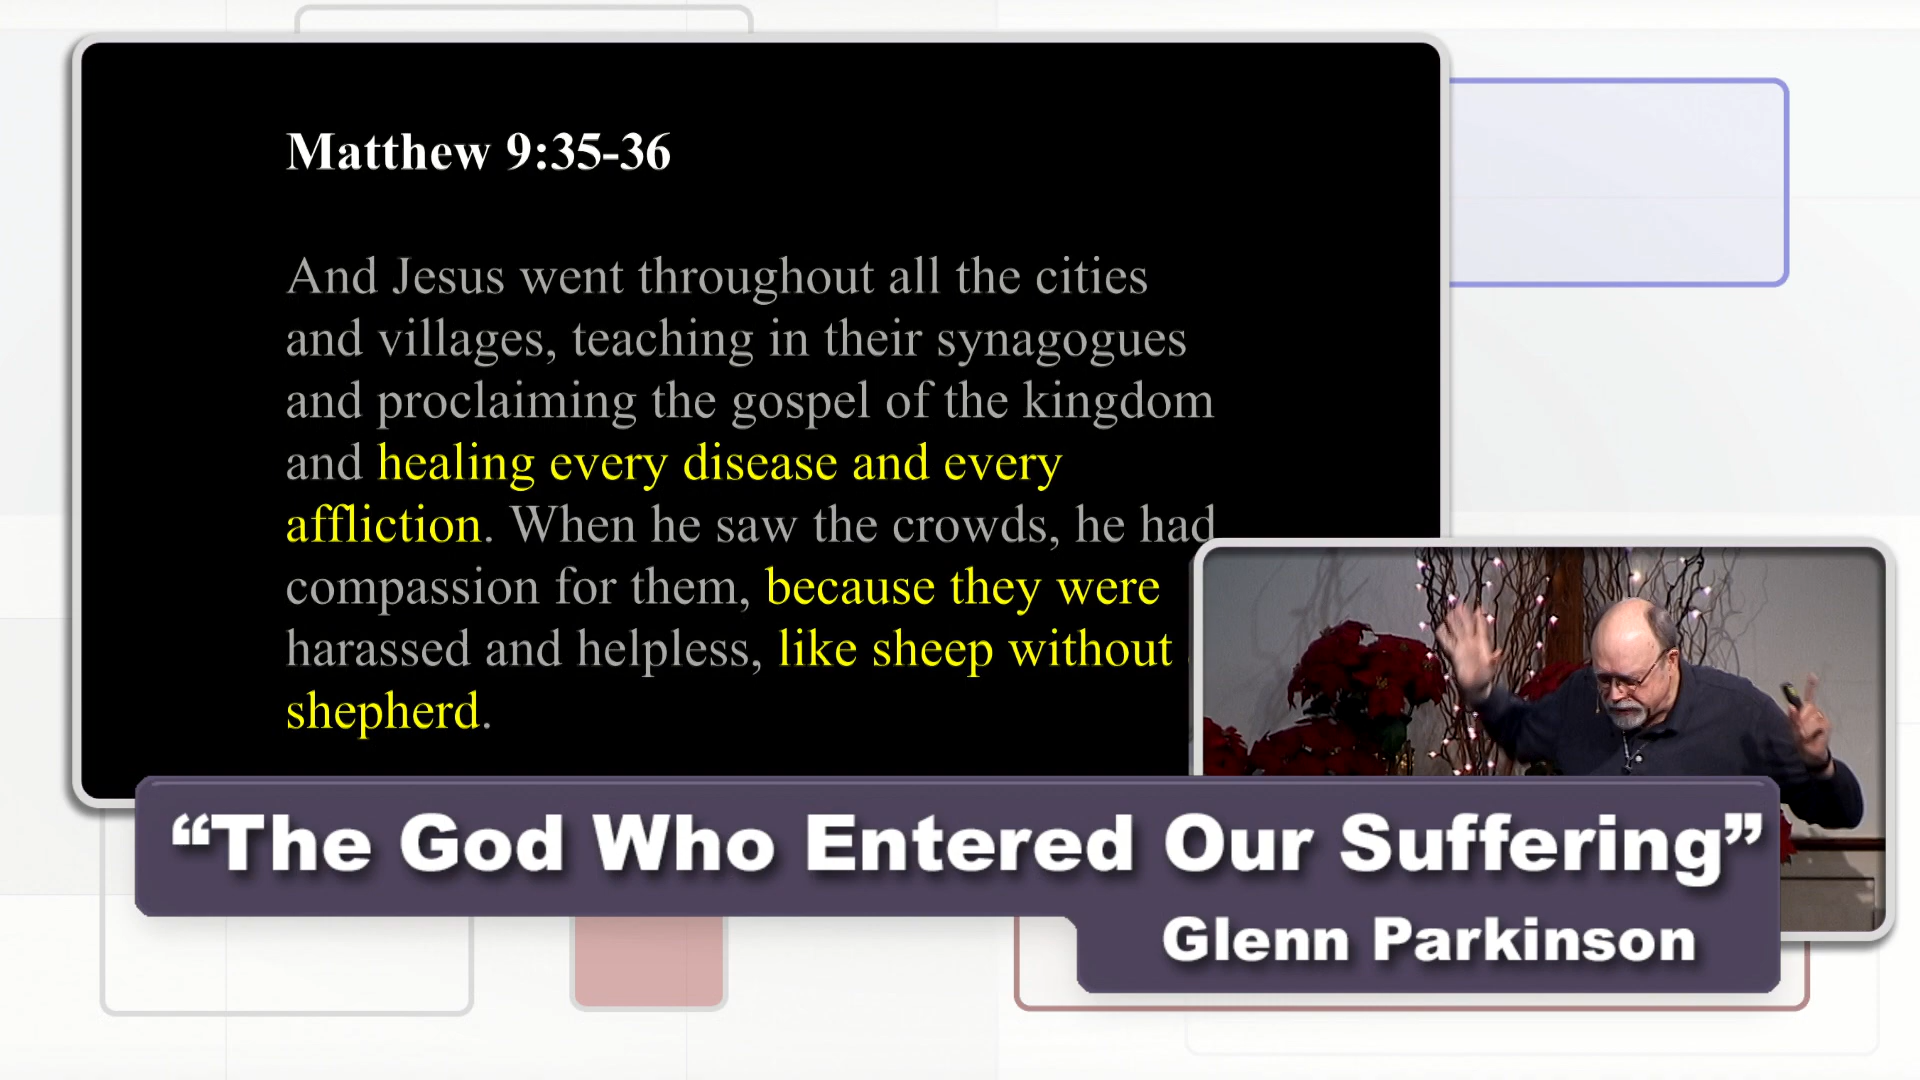 Matthew 9:35-36
And Jesus went throughout all the cities
and villages, teaching in their synagogues
and proclaiming the gospel of the kingdom
and healing every disease and every
affliction. When he saw the crowds, he had
compassion for them, because they were
harassed and helpless, like sheep without
shepherd.
“The God Who Entered Our Suffering”
Glenn Parkinson